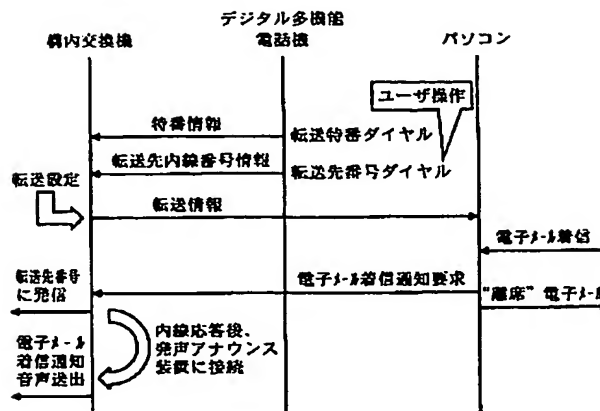 デジタル多機能
構内交換機
電話機
パソコン
ユーザ操作
特番情報
転送特番ダイヤル
転送先内線番号情報
転送先番号ダイヤル
転送設定
転送情報
電子メール着信
電子メール着信通知要求
転送先番号
に発信
"離席"電子メール
内線応答後、
発声アナウンス
装置に接続
電子メール
着信通知
音声送出